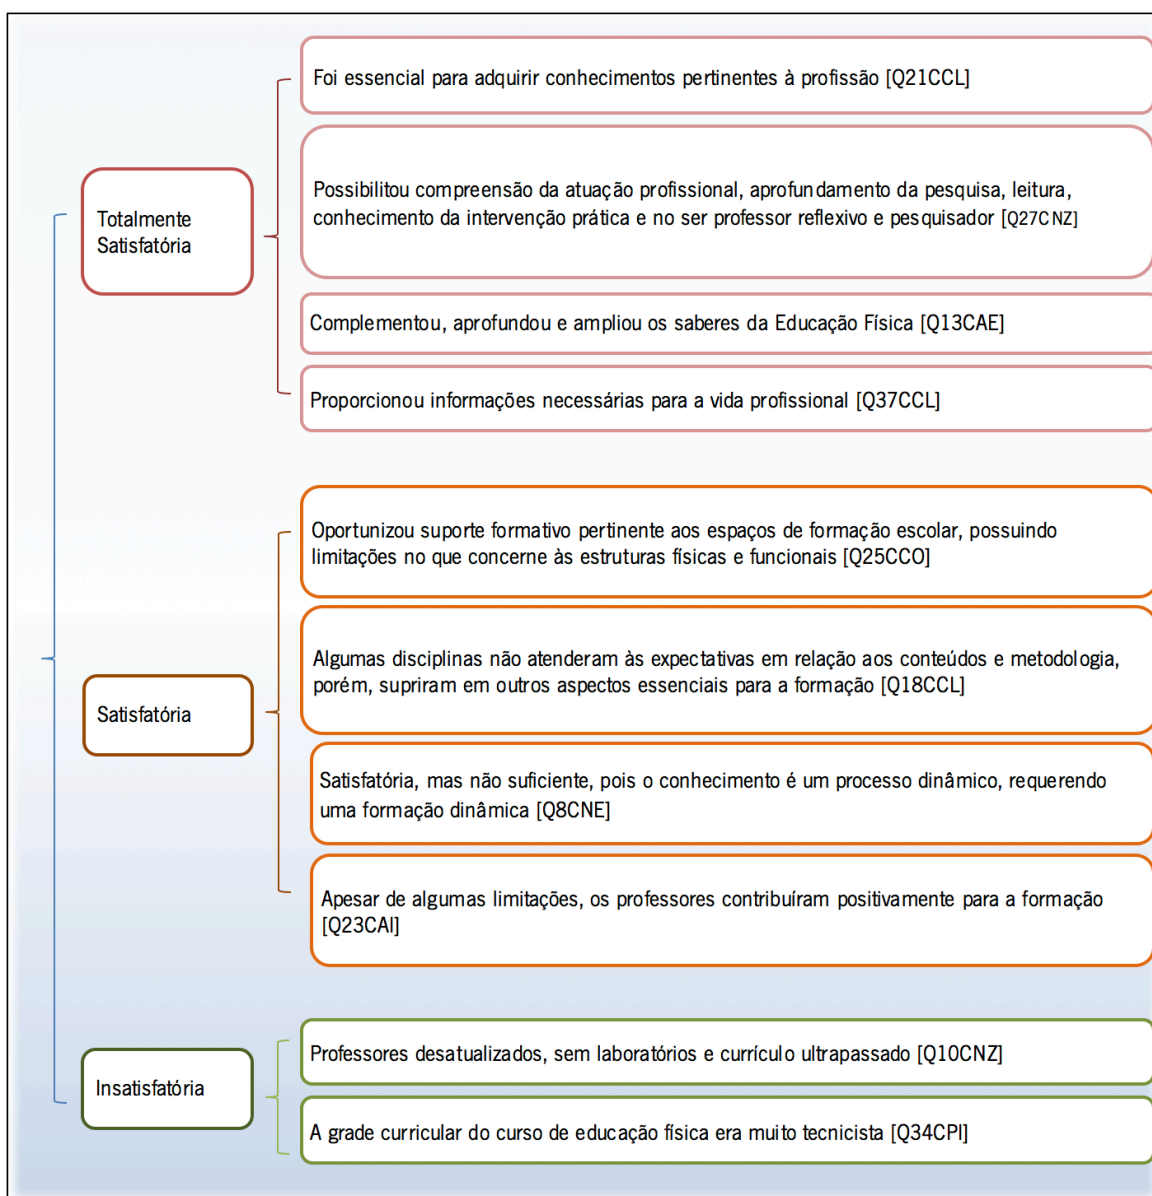 Totalmente
Satisfatória
Foi essencial para adquirir conhecimentos pertinentes à profissão [Q21CCL]
Possibilitou compreensão da atuação profissional, aprofundamento da pesquisa, leitura,
conhecimento da intervenção prática e no ser professor reflexivo e pesquisador [Q27CNZ]
Complementou, aprofundou e ampliou os saberes da Educação Física [Q13CAE]
Proporcionou informações necessárias para a vida profissional [Q37CCL]
Satisfatória
Oportunizou suporte formativo pertinente aos espaços de formação escolar, possuindo
limitações no que concerne às estruturas físicas e funcionais [Q25CCO]
Algumas disciplinas não atenderam às expectativas em relação aos conteúdos e metodologia,
porém, supriram em outros aspectos essenciais para a formação [Q18CCL]
Satisfatória, mas não suficiente, pois o conhecimento é um processo dinâmico, requerendo
uma formação dinâmica [Q8CNE]
Apesar de algumas limitações, os professores contribuíram positivamente para a formação
[Q23CAI]
Insatisfatória
Professores desatualizados, sem laboratórios e currículo ultrapassado [Q10CNZ]
A grade curricular do curso de educação física era muito tecnicista [Q34CPI]